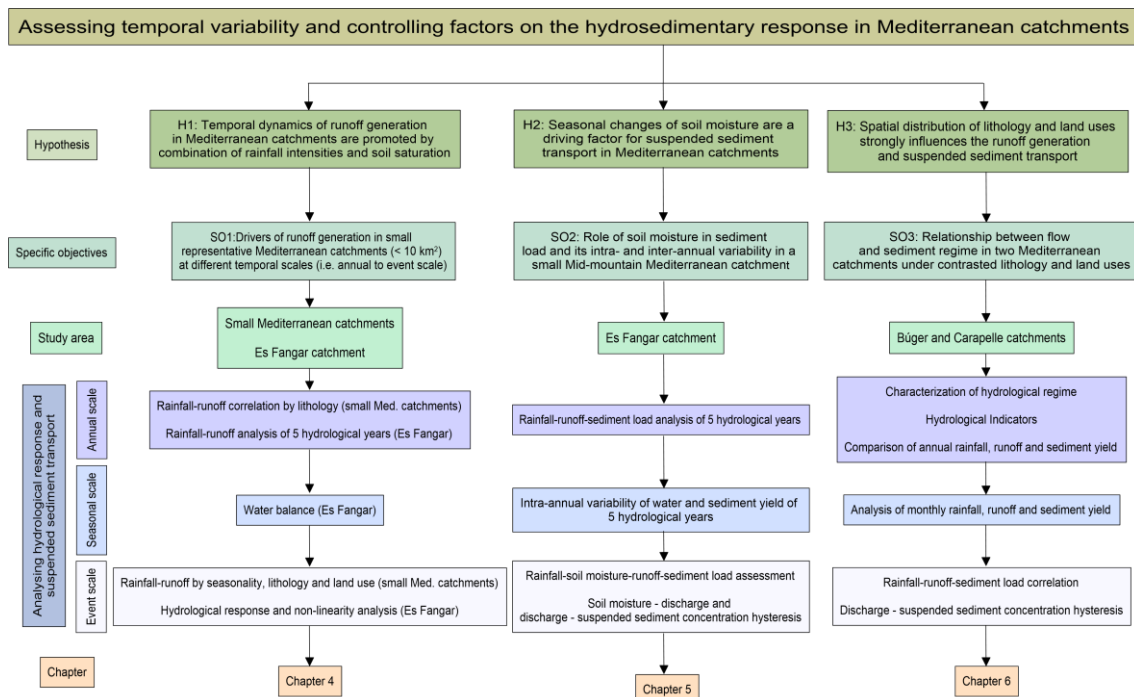 Assessing temporal variability and controlling factors on the hydrosedimentary response in Mediterranean catchments
Hypothesis
H1: Temporal dynamics of runoff generation
in Mediterranean catchments are promoted by
combination of rainfall intensities and soil saturation
H2: Seasonal changes of soil moisture are a
driving factor for suspended sediment
transport in Mediterranean catchments
H3: Spatial distribution of lithology and land uses
strongly influences the runoff generation
and suspended sediment transport
Specific objectives
SO1:Drivers of runoff generation in small
representative Mediterranean catchments (< 10 km²)
at different temporal scales (i.e. annual to event scale)
SO2: Role of soil moisture in sediment
load and its intra- and inter-annual variability in a
small Mid-mountain Mediterranean catchment
SO3: Relationship between flow
and sediment regime in two Mediterranean
catchments under contrasted lithology and land uses
Study area
Small Mediterranean catchments
Es Fangar catchment
Es Fangar catchment
Búger and Carapelle catchments
Analysing hydrological response and
suspended sediment transport
Annual scale
Rainfall-runoff correlation by lithology (small Med. catchments)
Rainfall-runoff analysis of 5 hydrological years (Es Fangar)
Rainfall-runoff-sediment load analysis of 5 hydrological years
Characterization of hydrological regime
Hydrological Indicators
Comparison of annual rainfall, runoff and sediment yield
Seasonal scale
Water balance (Es Fangar)
Intra-annual variability of water and sediment yield of
5 hydrological years
Analysis of monthly rainfall, runoff and sediment yield
Event scale
Rainfall-runoff by seasonality, lithology and land use (small Med. catchments)
Hydrological response and non-linearity analysis (Es Fangar)
Rainfall-soil moisture-runoff-sediment load assessment
Soil moisture - discharge and
discharge - suspended sediment concentration hysteresis
Rainfall-runoff-sediment load correlation
Discharge - suspended sediment concentration hysteresis
Chapter
Chapter 4
Chapter 5
Chapter 6